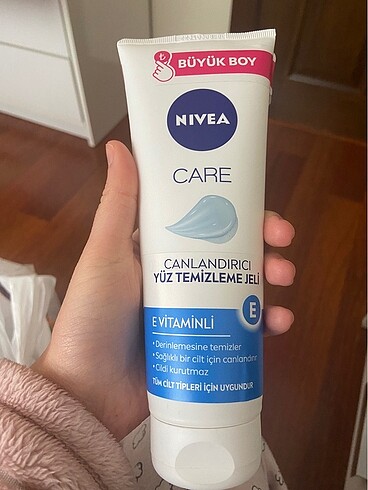 BÜYÜK BOY
NIVEA
CARE
CANLANDIRICI
YÜZ TEMİZLEME JELİ
E
E VİTAMİNLİ
• Derinlemesine temizler
• Sağlıklı bir cilt için canlandırır
• Cildi kurutmaz
TÜM CİLT TİPLERİ İÇİN UYGUNDUR